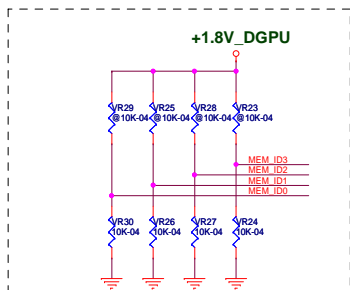 +1.8V_DGPU
VR29 VR25 VR28 VR23
@10K-04 @10K-04 @10K-04 @10K-04
MEM_ID3
MEM_ID2
MEM_ID1
MEM_ID0
VR30 VR26 VR27 VR24
10K-04 10K-04 10K-04 10K-04